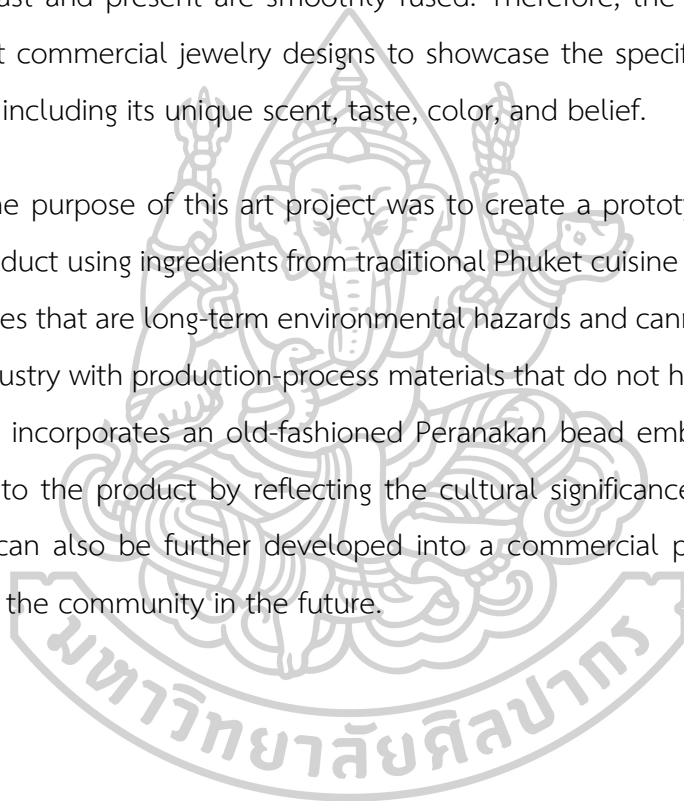 ast and present are smoothly fused. Therefore, the
t commercial jewelry designs to showcase the specif
including its unique scent, taste, color, and belief.
e purpose of this art project was to create a prototy
duct using ingredients from traditional Phuket cuisine
es that are long-term environmental hazards and cann
ustry with production-process materials that do not h
incorporates an old-fashioned Peranakan bead emb
to the product by reflecting the cultural significance
can also be further developed into a commercial p
the community in the future.
มหาวิทยาลัยศิลปากร